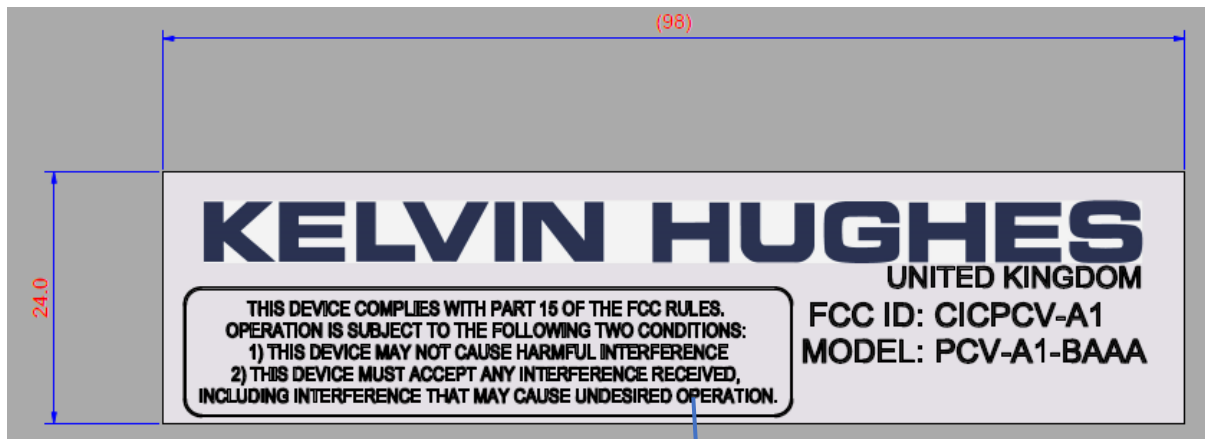 (98)
24.0
KELVIN HUGHES
UNITED KINGDOM
THIS DEVICE COMPLIES WITH PART 15 OF THE FCC RULES.
OPERATION IS SUBJECT TO THE FOLLOWING TWO CONDITIONS:
1) THIS DEVICE MAY NOT CAUSE HARMFUL INTERFERENCE
2) THIS DEVICE MUST ACCEPT ANY INTERFERENCE RECEIVED,
INCLUDING INTERFERENCE THAT MAY CAUSE UNDESIRED OPERATION.
FCC ID: CICPCV-A1
MODEL: PCV-A1-BAAA